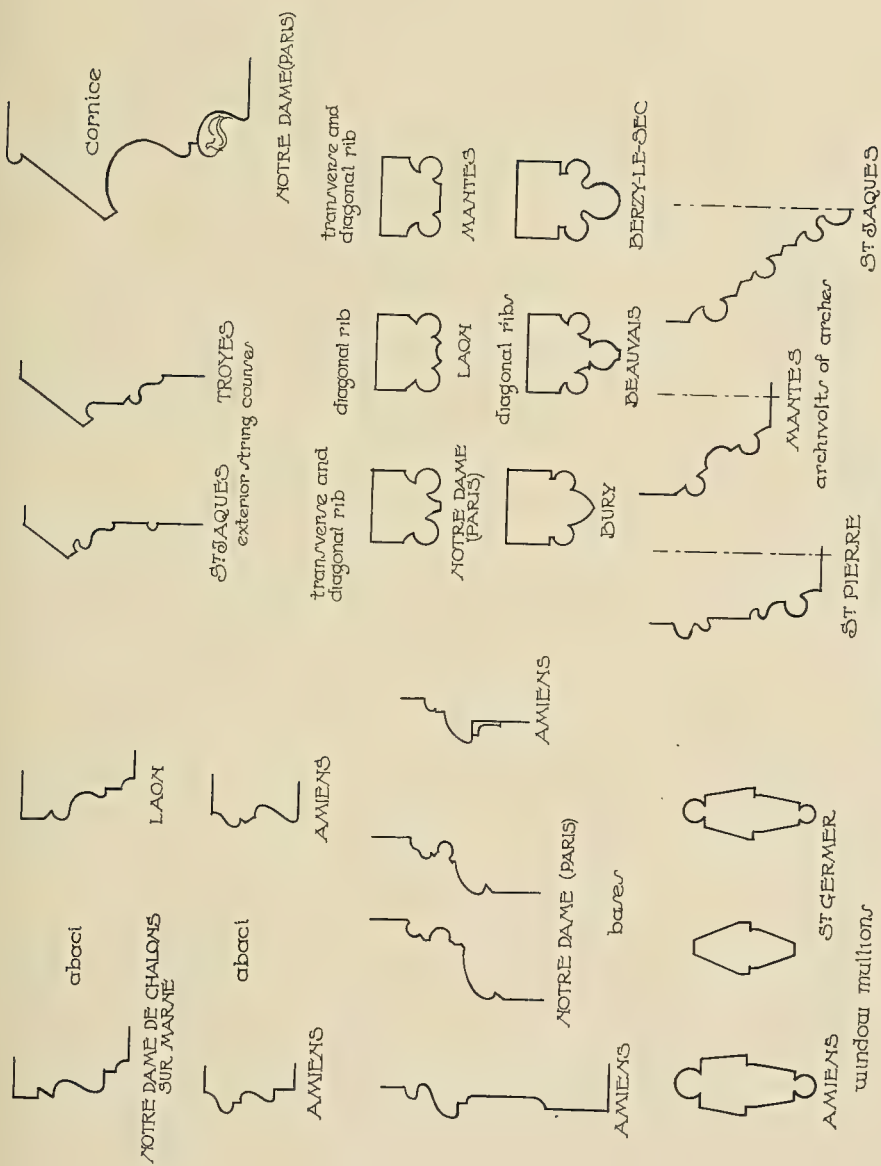 abaci
cornice
NOTRE DAME DE CHALONS
SUR MARNE
LAON
ST JAQUES
TROYES
exterior string courses
NOTRE DAME (PARIS)
abaci
AMIENS
AMIENS
transverse and
diagonal rib
diagonal rib
transverse and
diagonal rib
NOTRE DAME
(PARIS)
LAON
MANTES
diagonal ribs
AMIENS
NOTRE DAME (PARIS)
AMIENS
bases
BURY
BEAUVAIS
BERZY-LE-SEC
AMIENS
ST GERMER
window mullions
ST PIERRE
MANTES
archivolts of arches
ST JAQUES